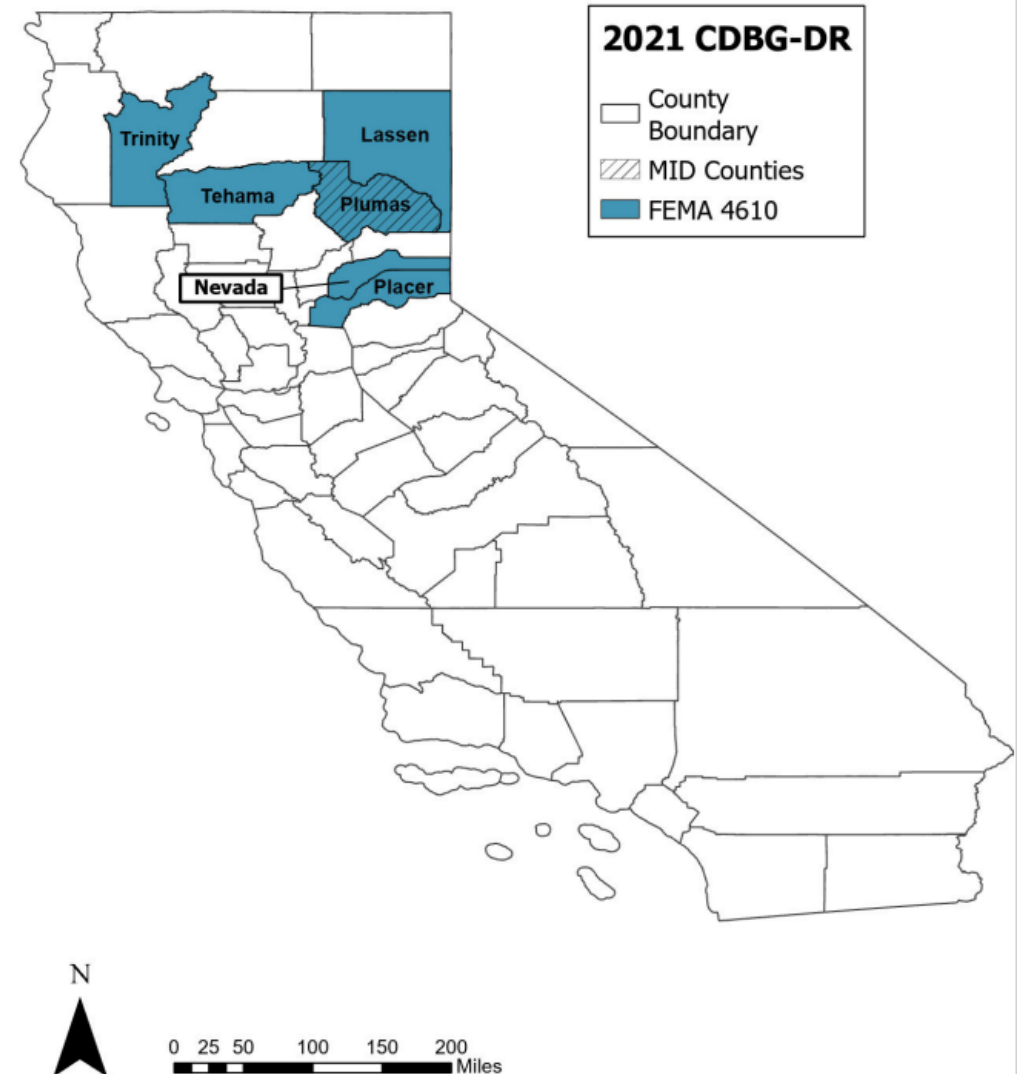 2021 CDBG-DR
County
Boundary
MID Counties
FEMA 4610
Trinity
Lassen
Tehama
Plumas
Nevada
Placer
N
0 25 50 100 150 200
Miles